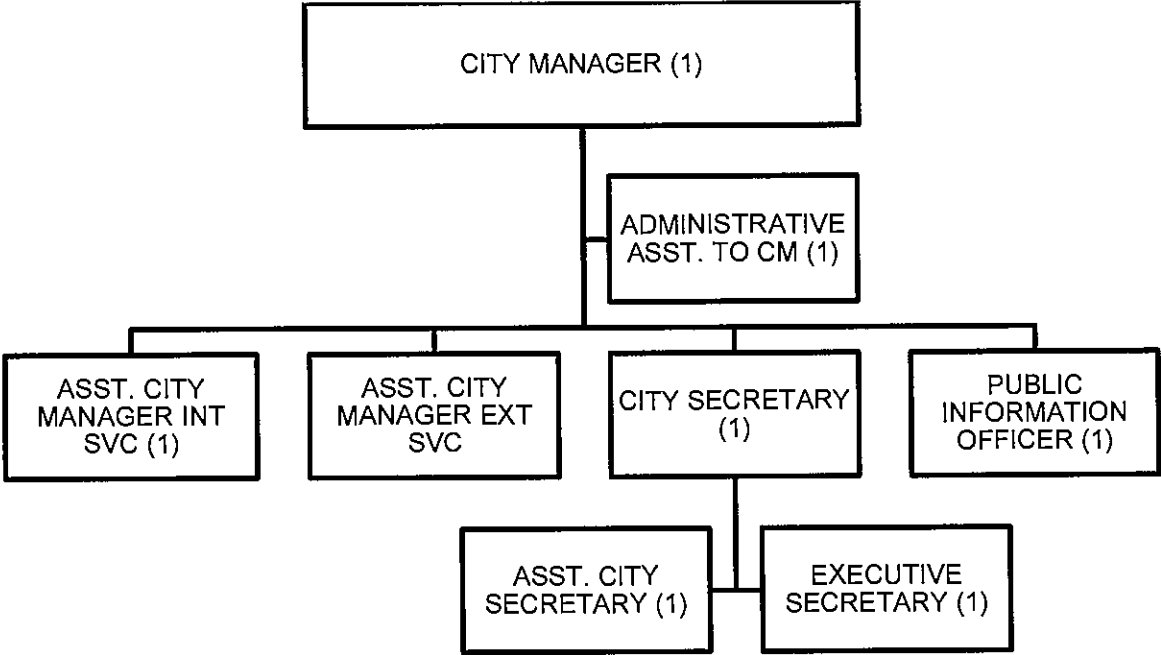 CITY MANAGER (1)
ADMINISTRATIVE
ASST. TO CM (1)
ASST. CITY
MANAGER INT
SVC (1)
ASST. CITY
MANAGER EXT
SVC
CITY SECRETARY
(1)
PUBLIC
INFORMATION
OFFICER (1)
ASST. CITY
SECRETARY (1)
EXECUTIVE
SECRETARY (1)